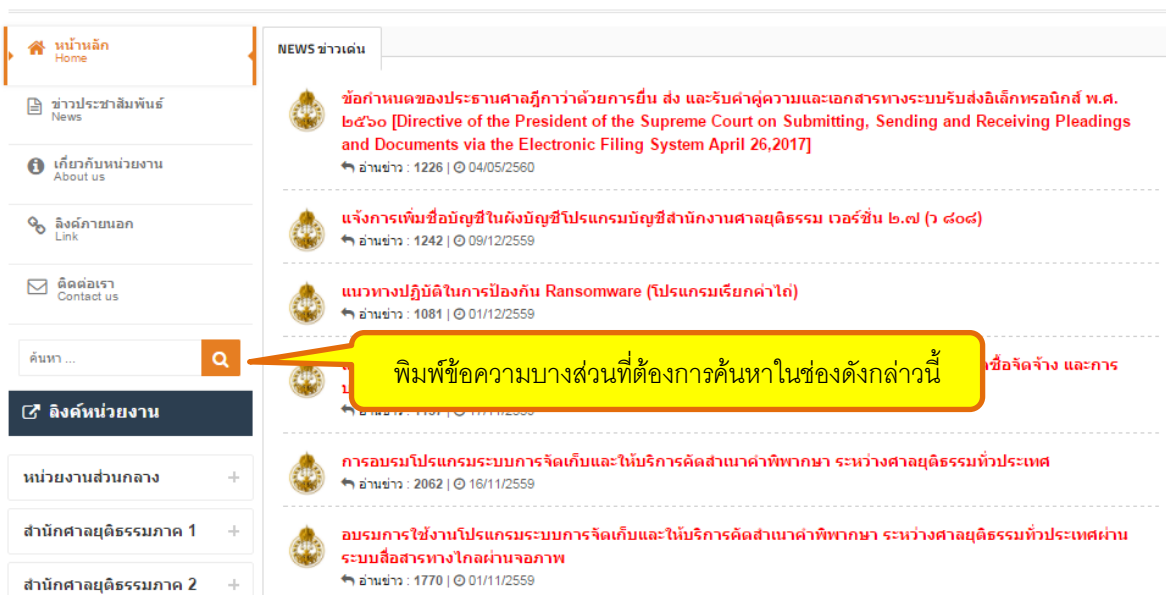 หน้าหลัก
Home
ข่าวประชาสัมพันธ์
News
เกี่ยวกับหน่วยงาน
About us
ลิงค์ภายนอก
Link
ติดต่อเรา
Contact us
ค้นหา ...
ลิงค์หน่วยงาน
หน่วยงานส่วนกลาง
สำนักศาลยุติธรรมภาค 1
สำนักศาลยุติธรรมภาค 2
NEWS ข่าวเด่น
ข้อกำหนดของประธานศาลฎีกาว่าด้วยการยื่น ส่ง และรับคำคู่ความและเอกสารทางระบบรับส่งอิเล็กทรอนิกส์ พ.ศ.
๒๕๖๐ [Directive of the President of the Supreme Court on Submitting, Sending and Receiving Pleadings
and Documents via the Electronic Filing System April 26,2017]
อ่านข่าว : 1226 | 04/05/2560
แจ้งการเพิ่มชื่อบัญชีในผังบัญชีโปรแกรมบัญชีสำนักงานศาลยุติธรรม เวอร์ชั่น ๒.๗ (ว ๘๐๘)
อ่านข่าว : 1242 | 09/12/2559
แนวทางปฏิบัติในการป้องกัน Ransomware (โปรแกรมเรียกค่าไถ่)
อ่านข่าว : 1081 | 01/12/2559
พิมพ์ข้อความบางส่วนที่ต้องการค้นหาในช่องดังกล่าวนี้
ซื้อจัดจ้าง และการ
การอบรมโปรแกรมระบบการจัดเก็บและให้บริการคัดสำเนาคำพิพากษา ระหว่างศาลยุติธรรมทั่วประเทศ
อ่านข่าว : 2062 | 16/11/2559
อบรมการใช้งานโปรแกรมระบบการจัดเก็บและให้บริการคัดสำเนาคำพิพากษา ระหว่างศาลยุติธรรมทั่วประเทศผ่าน
ระบบสื่อสารทางไกลผ่านจอภาพ
อ่านข่าว : 1770 | 01/11/2559